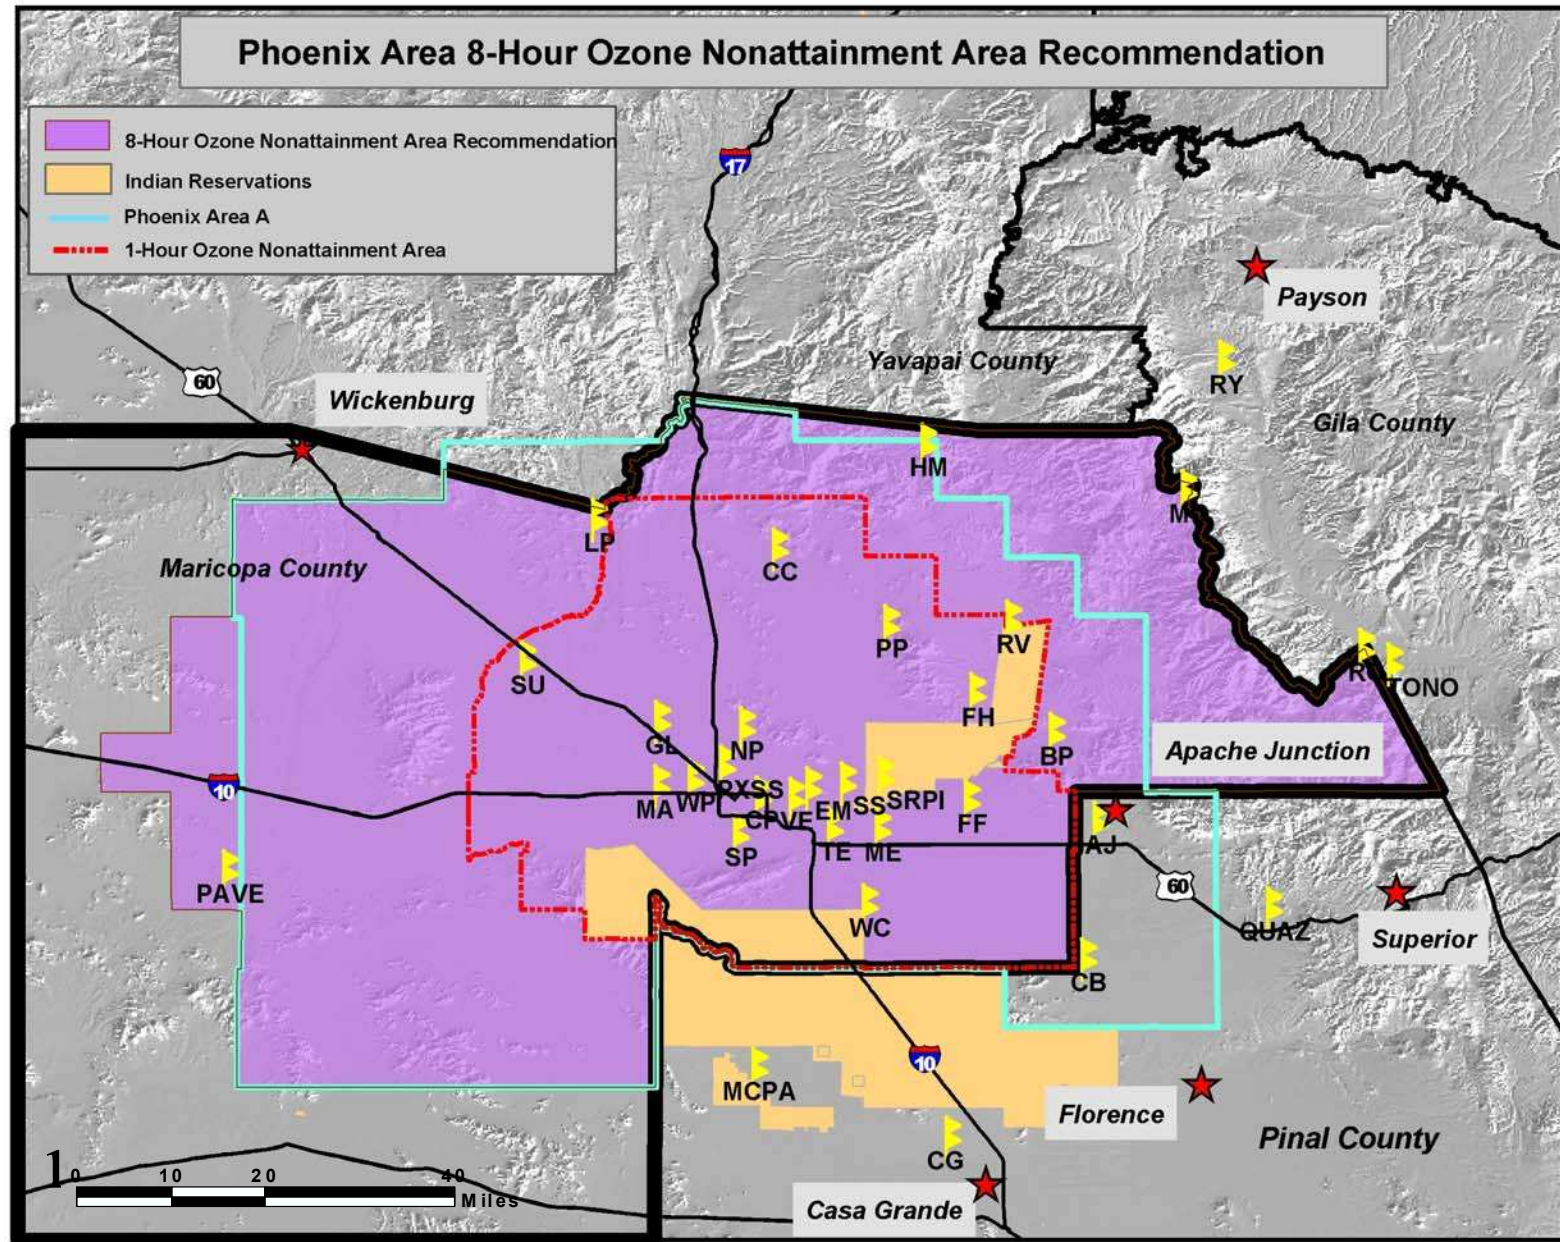 Phoenix Area 8-Hour Ozone Nonattainment Area Recommendation
8-Hour Ozone Nonattainment Area Recommendation
Indian Reservations
Phoenix Area A
1-Hour Ozone Nonattainment Area
17
Payson
RY
Yavapai County
60
Wickenburg
Gila County
HM
M
LP
CC
Maricopa County
PP
RV
SU
TONO
FH
GL
NP
BP
Apache Junction
10
PXSS
MA
WP
EM
SS
SRPI
FF
CP
VE
SP
TE
ME
AJ
PAVE
60
WC
QUAZ
Superior
CB
10
MCPA
Florence
Pinal County
CG
1
0
10
20
40
Miles
Casa Grande